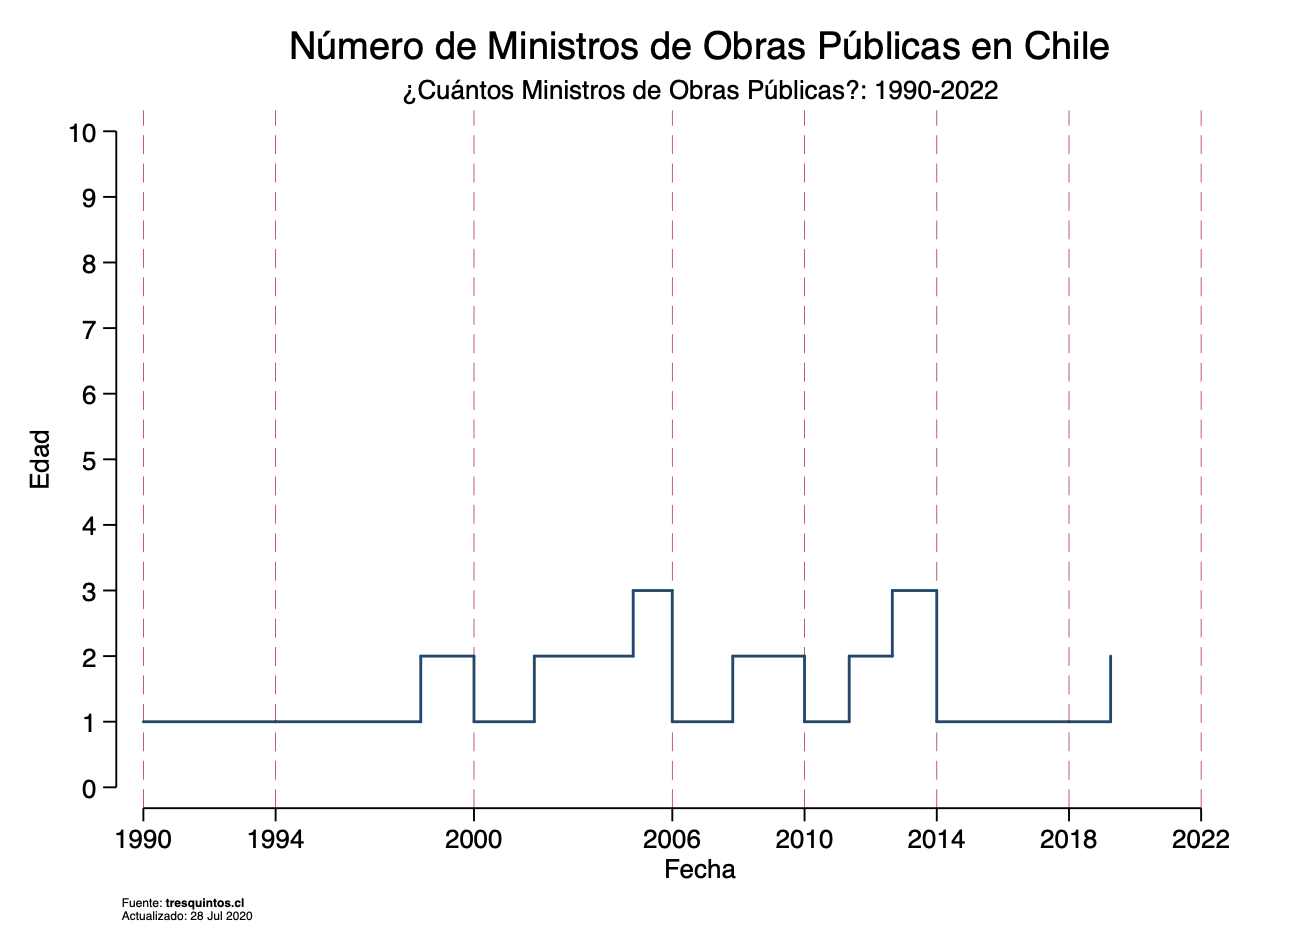 Número de Ministros de Obras Públicas en Chile
¿Cuántos Ministros de Obras Públicas?: 1990-2022
10
9
8
7
6
5
4
3
2
1
0
Edad
1990 1994 2000 2006 2010 2014 2018 2022
Fecha
Fuente: tresquintos.cl
Actualizado: 28 Jul 2020